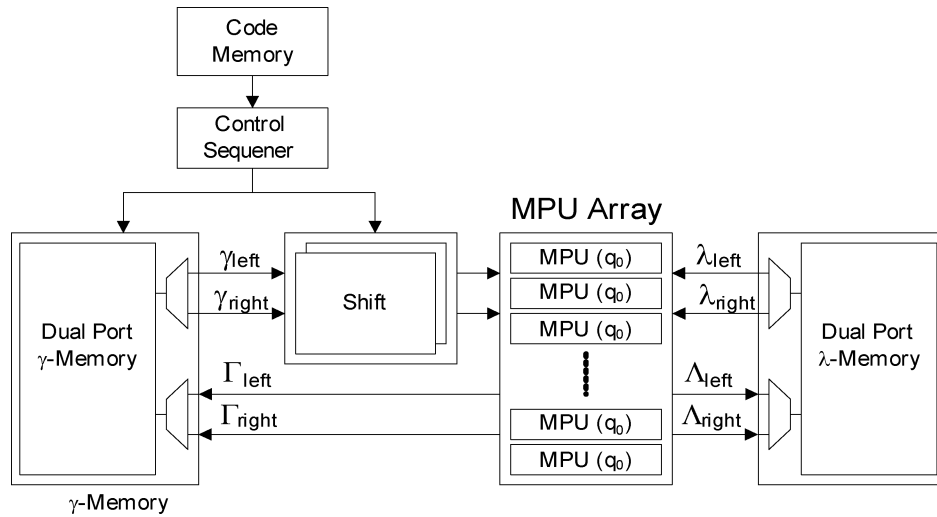 Code
Memory
Control
Sequener
MPU Array
γleft
γright
Shift
MPU (q₀)
MPU (q₀)
MPU (q₀)
λleft
λright
Dual Port
γ-Memory
Dual Port
λ-Memory
Γleft
Γright
Λleft
Λright
MPU (q₀)
MPU (q₀)
γ-Memory